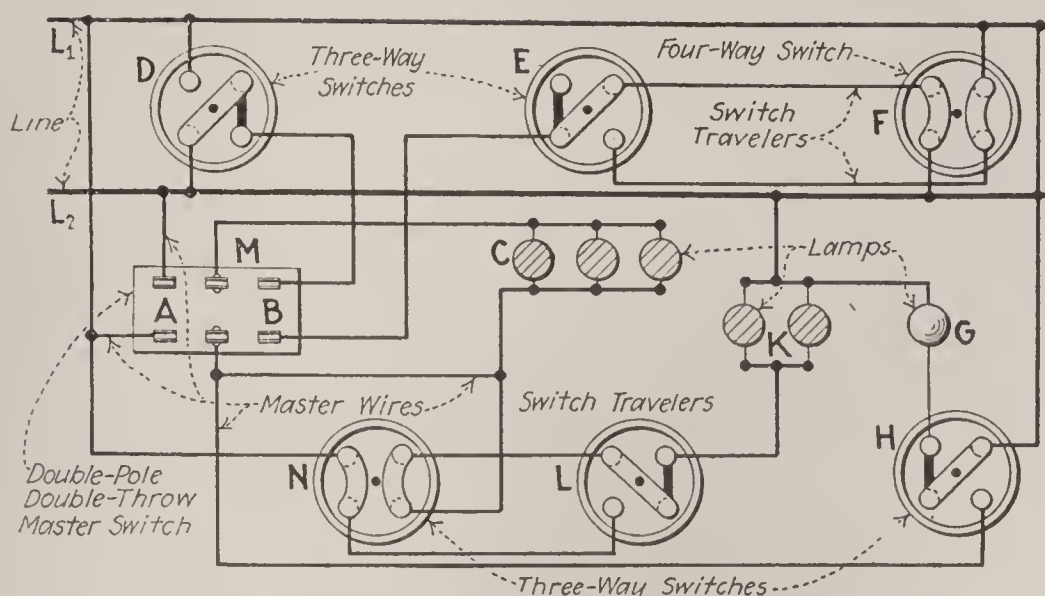 L1
D
Three-Way
Switches
E
Four-Way Switch
Line
Switch
Travelers
F
L2
M
C
Lamps
A
B
K
G
Master Wires
Switch Travelers
H
N
L
Double-Pole
Double-Throw
Master Switch
Three-Way Switches